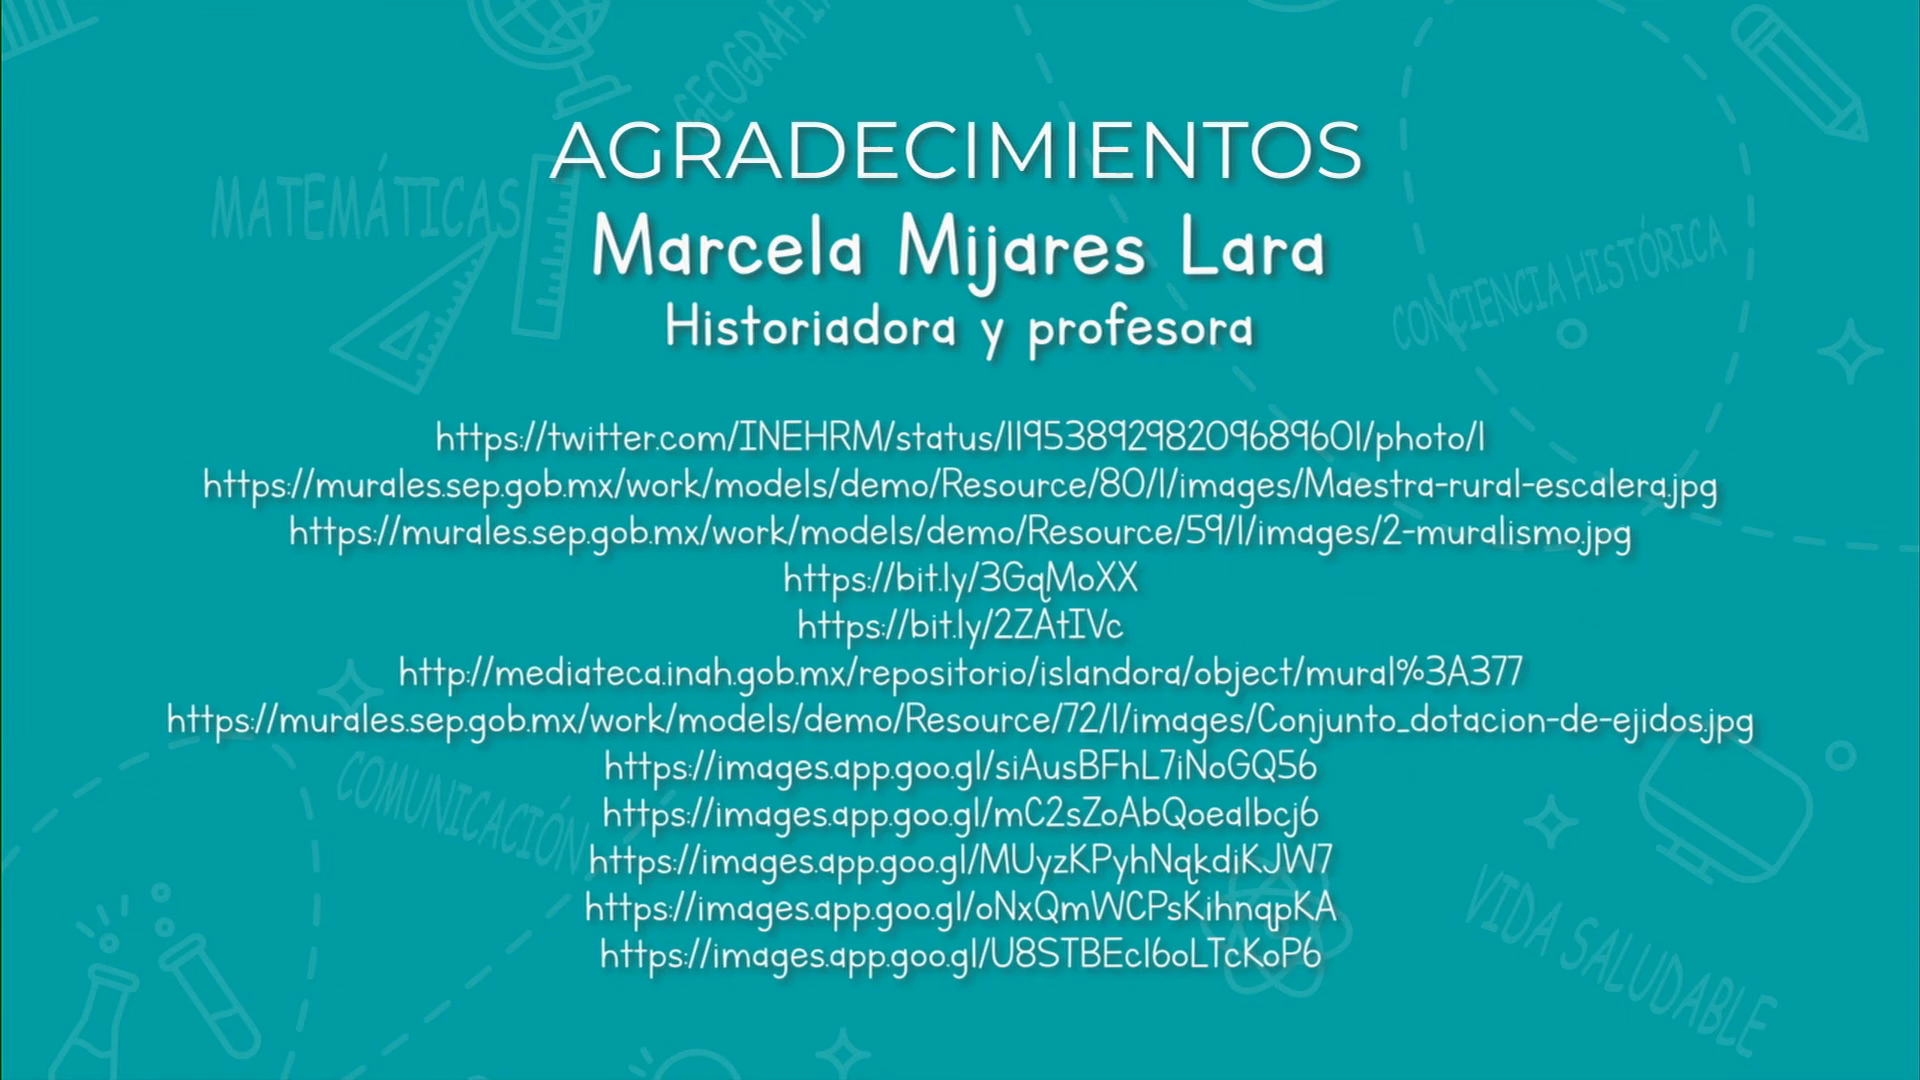 GEOGRAFÍA
AGRADECIMIENTOS
MATEMÁTICAS
Marcela Mijares Lara
CONCIENCIA HISTÓRICA
Historiadora y profesora
https://twitter.com/INEHRM/status/1195389298209689601/photo/1
https://murales.sep.gob.mx/work/models/demo/Resource/80/1/images/Maestra-rural-escalera.jpg
https://murales.sep.gob.mx/work/models/demo/Resource/59/1/images/2-muralismo.jpg
https://bit.ly/3GqMoXX
https://bit.ly/2ZAtIVc
http://mediateca.inah.gob.mx/repositorio/islandora/object/mural%3A377
https://murales.sep.gob.mx/work/models/demo/Resource/72/1/images/Conjunto_dotacion-de-ejidos.jpg
https://images.app.goo.gl/siAusBFhL7iNoGQ56
COMUNICACIÓN
https://images.app.goo.gl/mC2sZoAbQoea1bcj6
https://images.app.goo.gl/MUyzKPyhNqkdiKJW7
https://images.app.goo.gl/oNxQmWCPsKihnqpKA
VIDA SALUDABLE
https://images.app.goo.gl/U8STBEc16oLTcKoP6